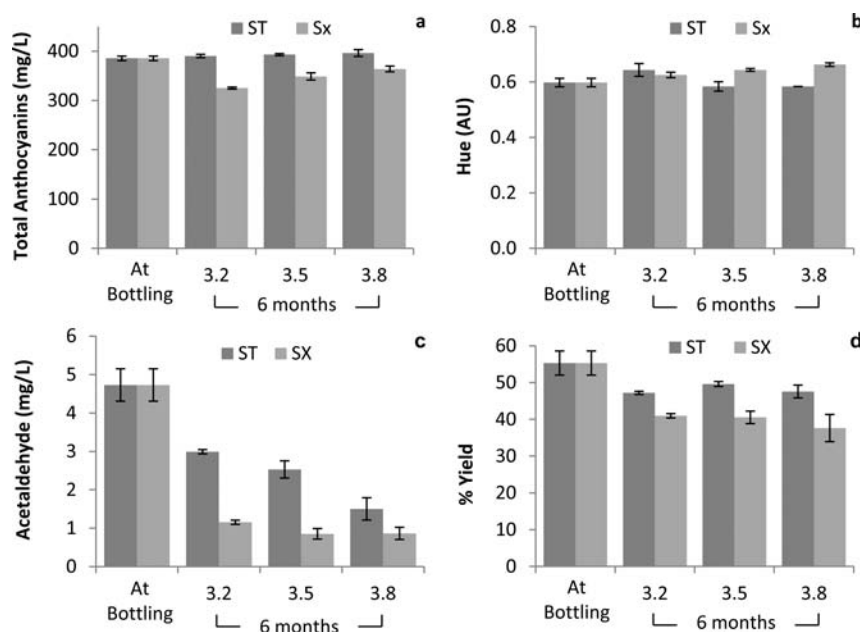 a
ST Sx
Total Anthocyanins (mg/L)
400
300
200
100
0
At
Bottling
3.2 3.5 3.8
6 months
b
ST Sx
Hue (AU)
0.8
0.6
0.4
0.2
0.0
At
Bottling
3.2 3.5 3.8
6 months
c
ST SX
Acetaldehyde (mg/L)
6
5
4
3
2
1
0
At
Bottling
3.2 3.5 3.8
6 months
d
ST SX
% Yield
60
50
40
30
20
10
0
At
Bottling
3.2 3.5 3.8
6 months